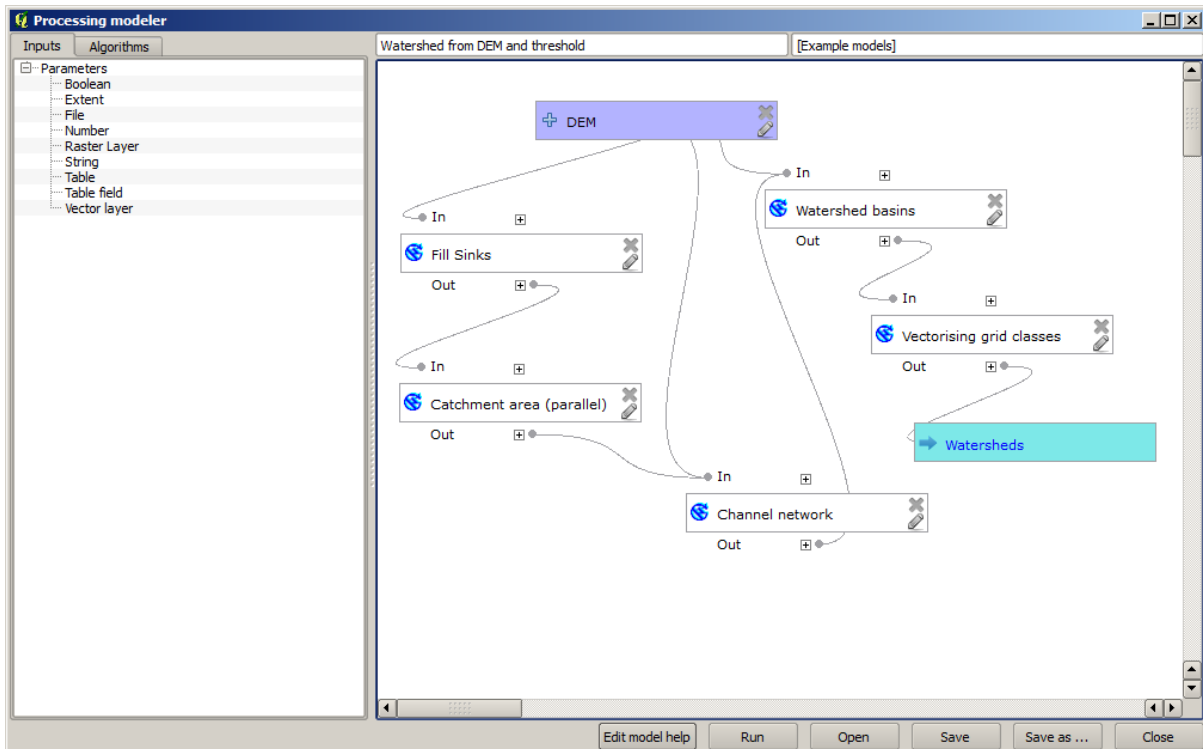 Processing modeler
Inputs
Algorithms
Watershed from DEM and threshold
[Example models]
Parameters
Boolean
Extent
File
Number
Raster Layer
String
Table
Table field
Vector layer
DEM
In
Watershed basins
Out
In
Fill Sinks
Out
In
Vectorising grid classes
Out
In
Catchment area (parallel)
Out
Watersheds
In
Channel network
Out
Edit model help
Run
Open
Save
Save as ...
Close